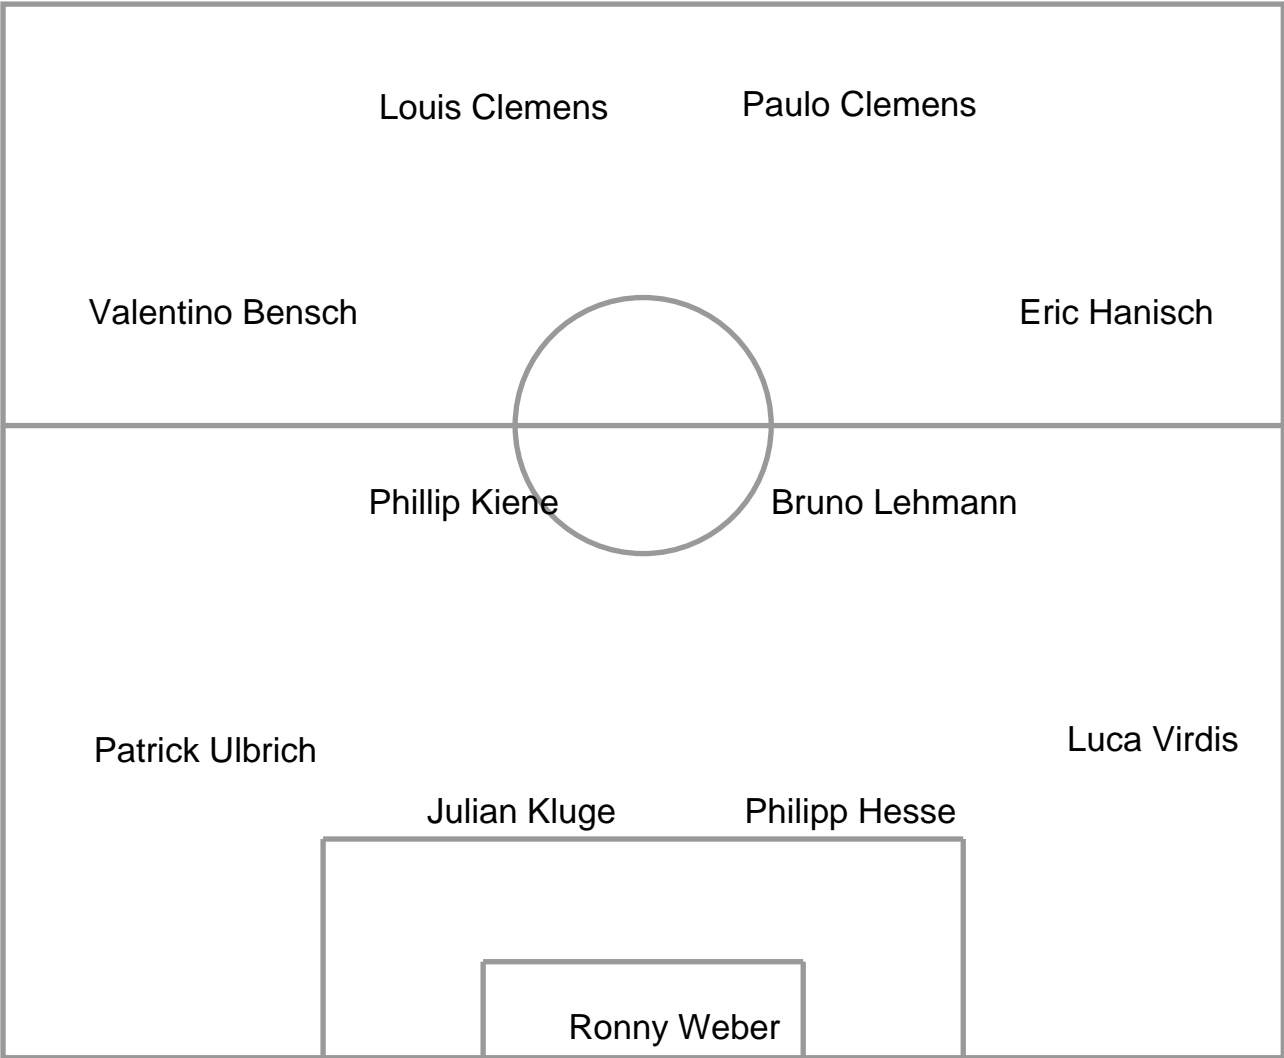 Louis Clemens
Paulo Clemens
Valentino Bensch
Eric Hanisch
Phillip Kiene
Bruno Lehmann
Patrick Ulbrich
Luca Virdis
Julian Kluge
Philipp Hesse
Ronny Weber